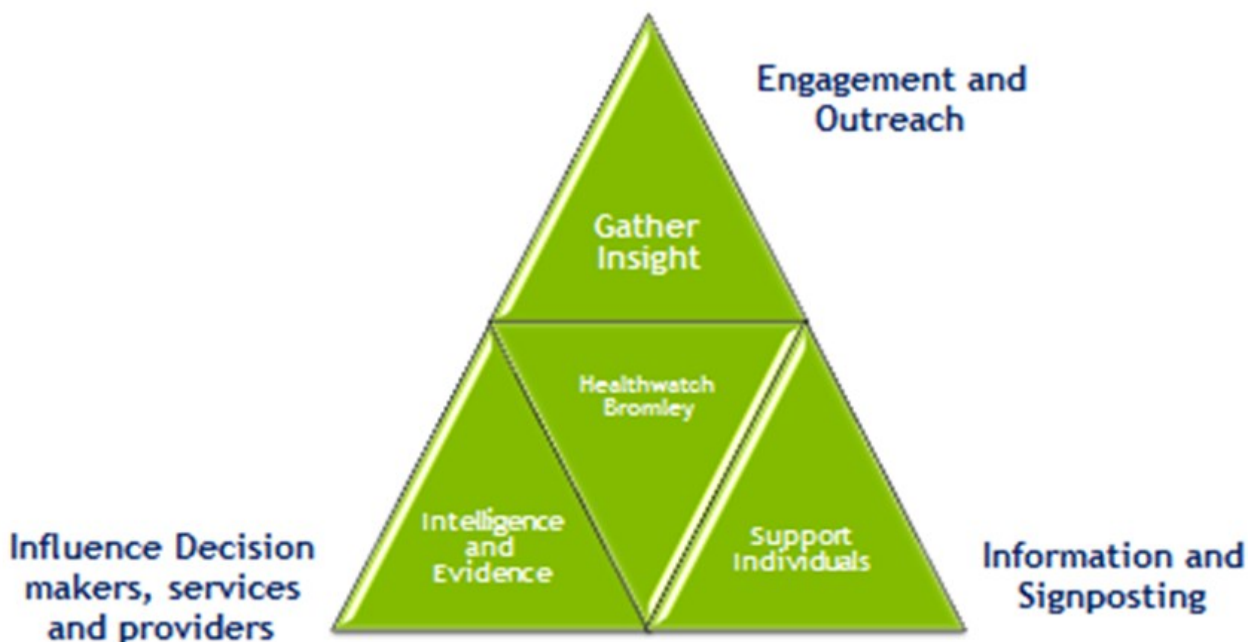 Engagement and
Outreach
Gather
Insight
Healthwatch
Bromley
Intelligence
and
Evidence
Support
Individuals
Influence Decision
makers, services
and providers
Information and
Signposting